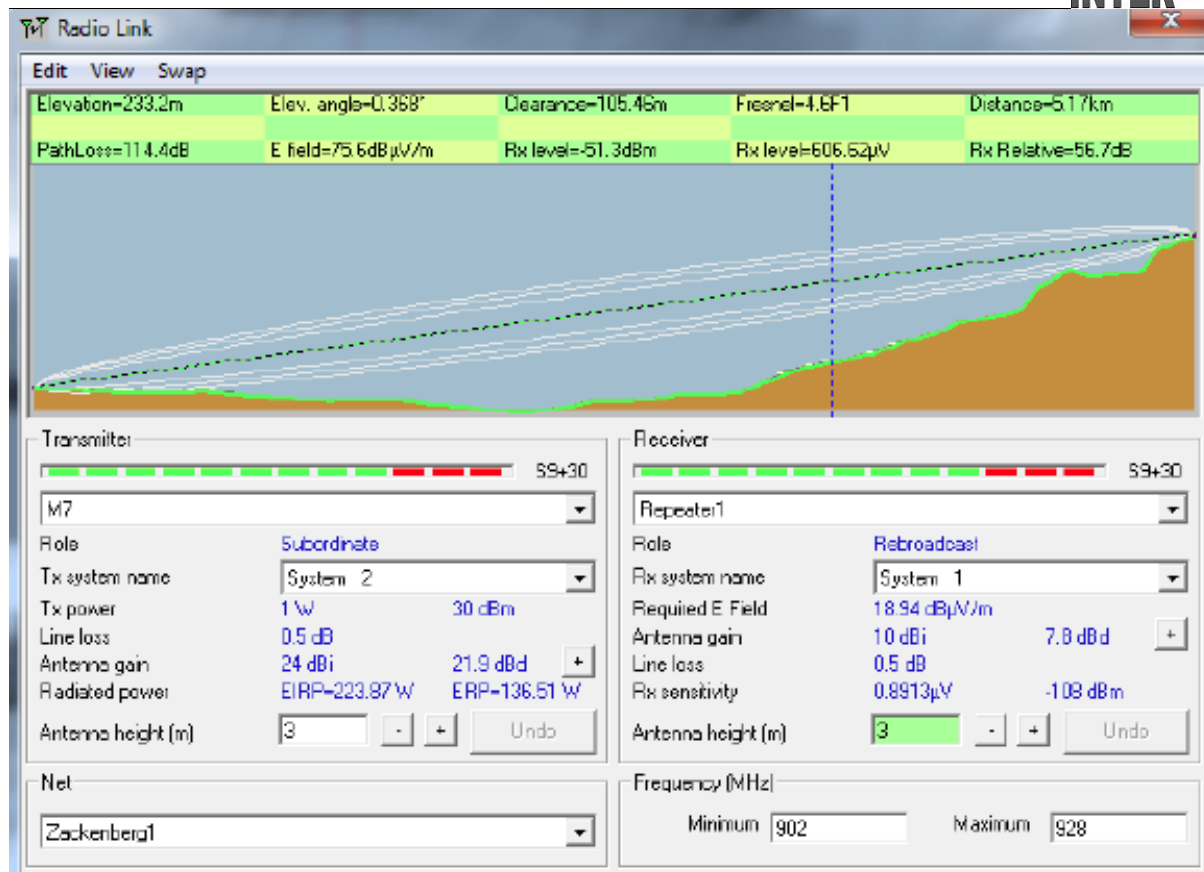 INTER
Radio Link
X
Edit View Swap
Elevation=233.2m Elev. angle=0.368° Clearance=105.46m Fresnel=4.6F1 Distance=5.17km
PathLoss=114.4dB E field=75.6dBµV/m Rx level=-51.3dBm Rx level=606.62µV Rx Relative=56.7dB
Transmitter
S9+30
M7
Role Subordinate
Tx system name System 2
Tx power 1 W 30 dBm
Line loss 0.5 dB
Antenna gain 24 dBi 21.9 dBd +
Radiated power EIRP=223.87 W ERP=136.51 W
Antenna height (m) 3 - + Undo
Net
Zackenberg1
Receiver
S9+30
Repeater1
Role Rebroadcast
Rx system name System 1
Required E Field 18.94 dBµV/m
Antenna gain 10 dBi 7.8 dBd +
Line loss 0.5 dB
Rx sensitivity 0.8913µV -108 dBm
Antenna height (m) 3 - + Undo
Frequency (MHz)
Minimum 902 Maximum 928